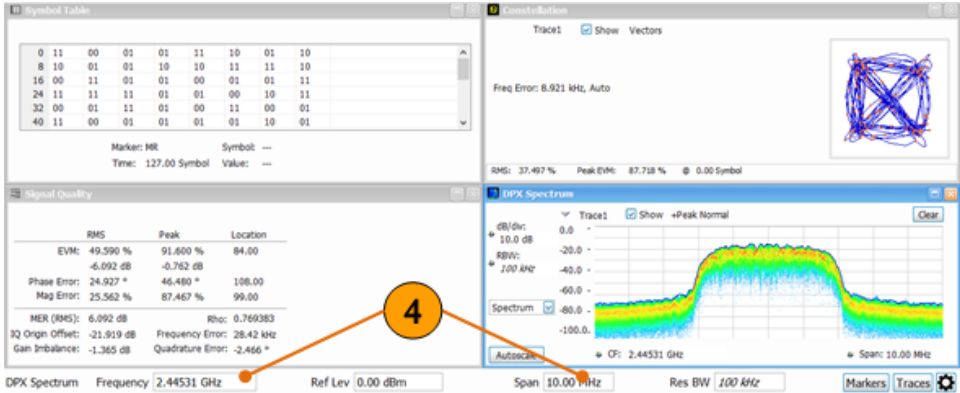 Symbol Table
0 11 00 01 01 11 10 01 10
8 10 01 01 10 10 11 11 10
16 00 11 01 01 00 01 01 11
24 11 11 11 01 01 00 10 11
32 00 01 11 01 00 11 00 01
40 11 00 01 01 01 01 10 01
Marker: MR Symbol: ---
Time: 127.00 Symbol Value: ---
Constellation
Trace1 Show Vectors
Freq Error: 8.921 kHz, Auto
RMS: 37.497 % Peak EVM: 87.718 % @ 0.00 Symbol
Signal Quality
RMS Peak Location
EVM: 49.590 % 91.600 % 84.00
-6.092 dB -0.762 dB
Phase Error: 24.927 ° 46.480 ° 108.00
Mag Error: 25.562 % 87.467 % 99.00
MER (RMS): 6.092 dB Rho: 0.769383
IQ Origin Offset: -21.919 dB Frequency Error: 28.42 kHz
Gain Imbalance: -1.365 dB Quadrature Error: -2.466 °
DPX Spectrum
Trace1 Show +Peak Normal Clear
dB/div:
10.0 dB
RBW:
100 kHz
Spectrum
0.0
-20.0
-40.0
-60.0
-80.0
-100.0
Autoscale CF: 2.44531 GHz Span: 10.00 MHz
4
DPX Spectrum Frequency 2.44531 GHz Ref Lev 0.00 dBm Span 10.00 MHz Res BW 100 kHz Markers Traces